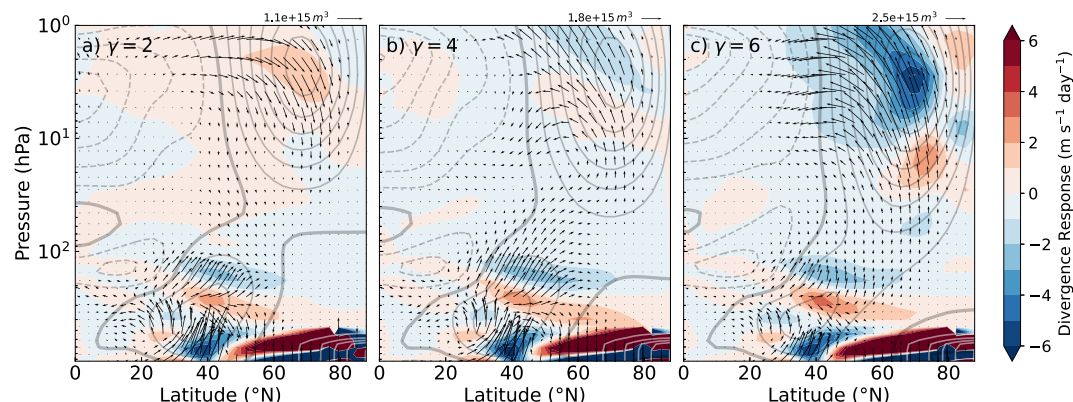 1.1e+15 m³
1.8e+15 m³
2.5e+15 m³
a) γ = 2
b) γ = 4
c) γ = 6
10⁰
10¹
10²
Pressure (hPa)
0 20 40 60 80
0 20 40 60 80
0 20 40 60 80
Latitude (°N)
Latitude (°N)
Latitude (°N)
6
4
2
0
−2
−4
−6
Divergence Response (m s⁻¹ day⁻¹)